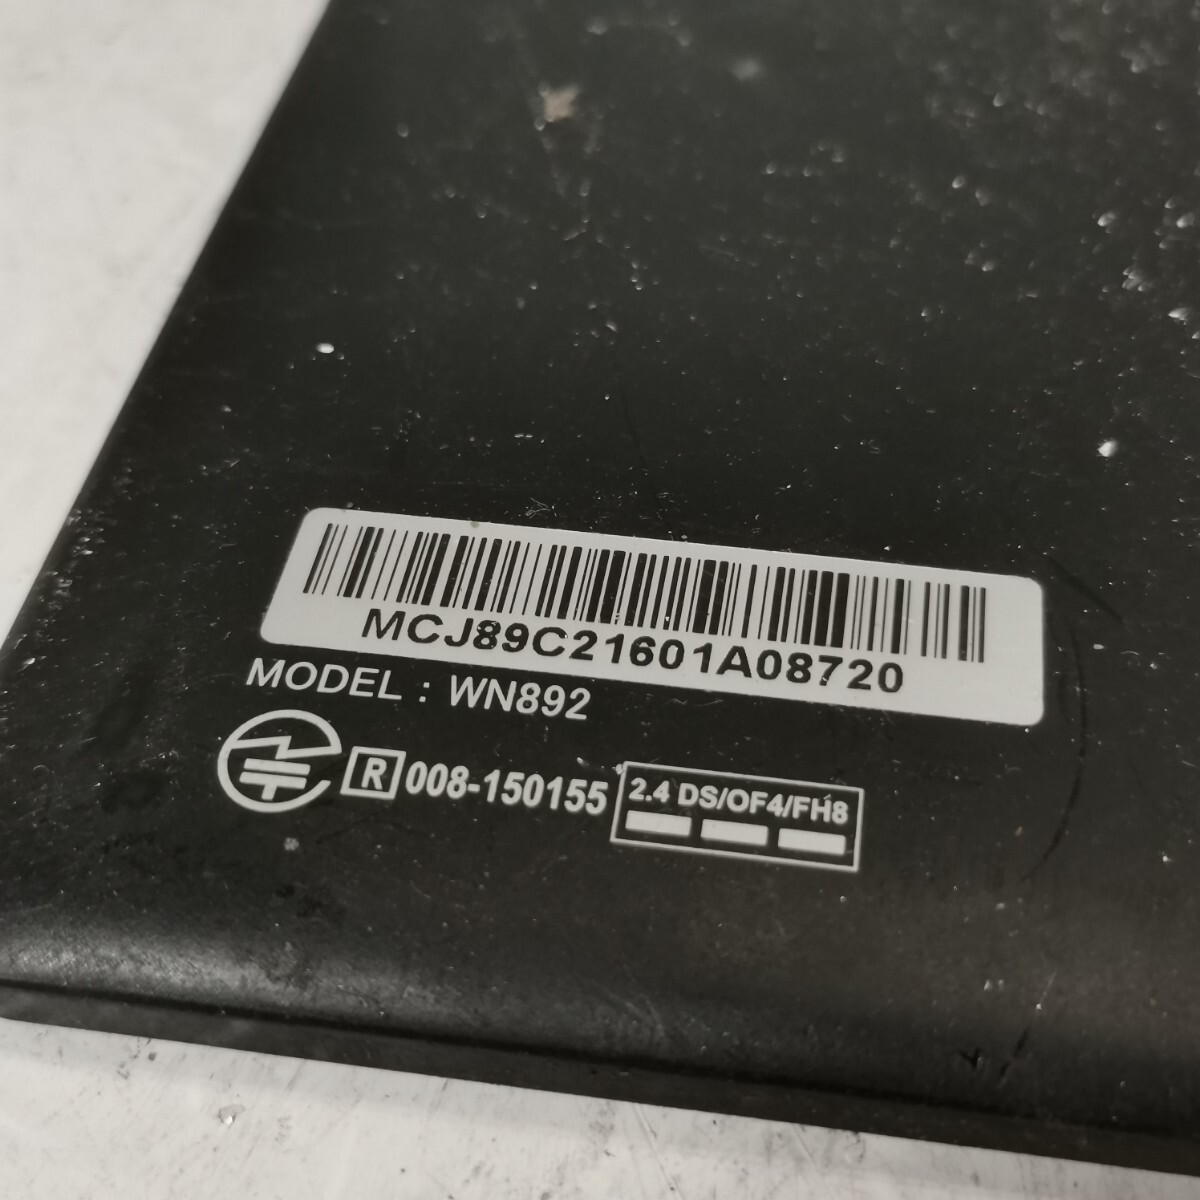 MCJ89C21601A08720
MODEL : WN892
R 008-150155 2.4 DS/OF4/FH8